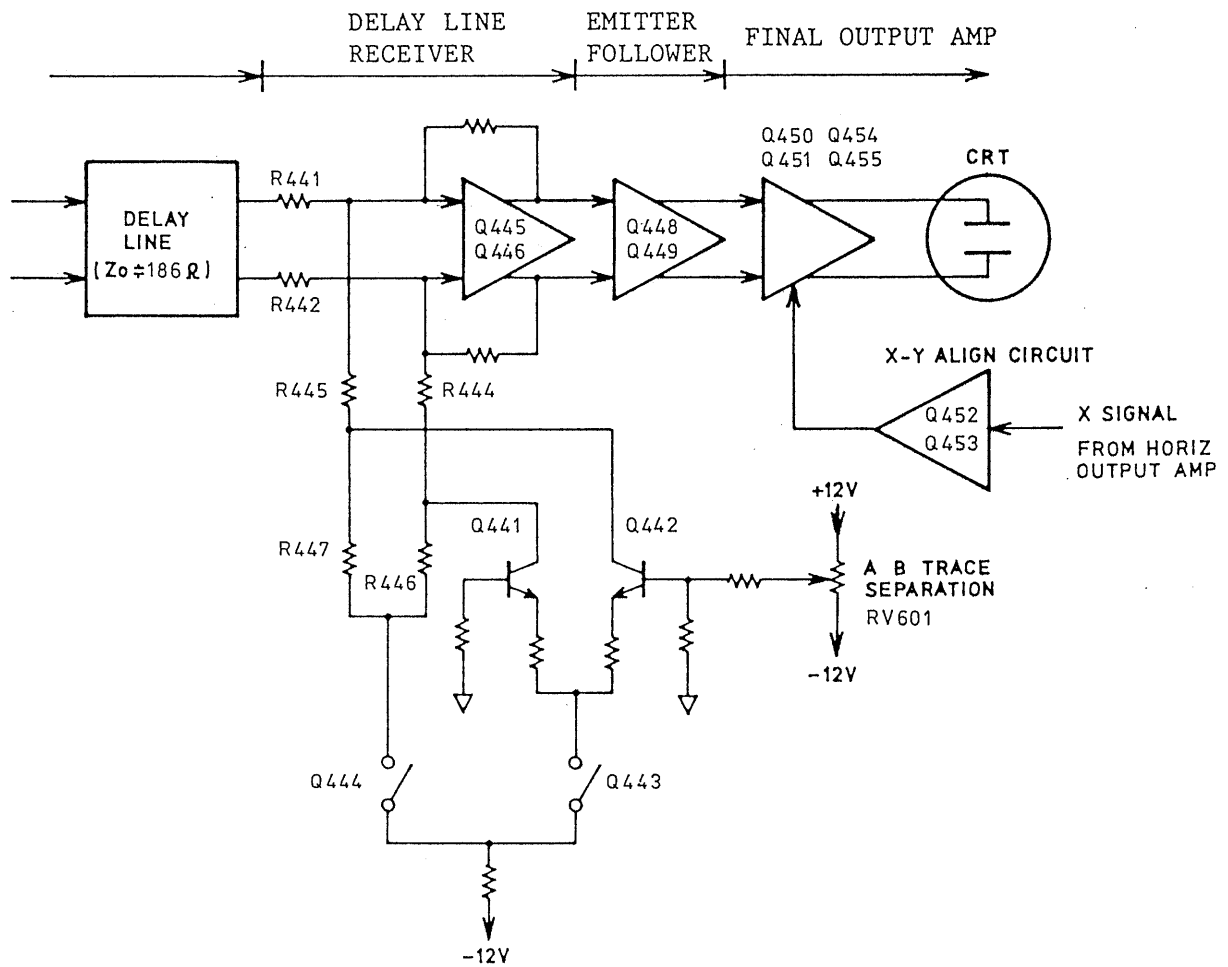 DELAY LINE
RECEIVER
EMITTER
FOLLOWER
FINAL OUTPUT AMP
Q450 Q454
Q451 Q455
CRT
R441
DELAY
LINE
(Zo≑186Ω)
Q445
Q446
Q448
Q449
R442
X-Y ALIGN CIRCUIT
R445
R444
Q452
Q453
X SIGNAL
FROM HORIZ
OUTPUT AMP
+12V
Q441
Q442
R447
R446
A B TRACE
SEPARATION
RV601
-12V
Q444
Q443
-12V